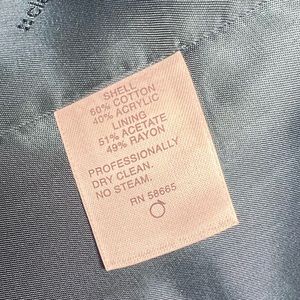 SHELL
60% COTTON
40% ACRYLIC
LINING
51% ACETATE
49% RAYON
PROFESSIONALLY
DRY CLEAN.
NO STEAM.
RN 58665